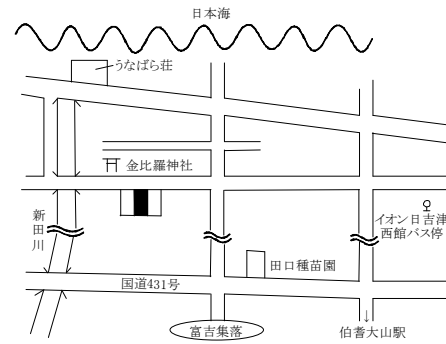 日本海
うなばら荘
金比羅神社
新田川
イオン日吉津
西館バス停
田口種苗園
国道431号
富吉集落
伯耆大山駅